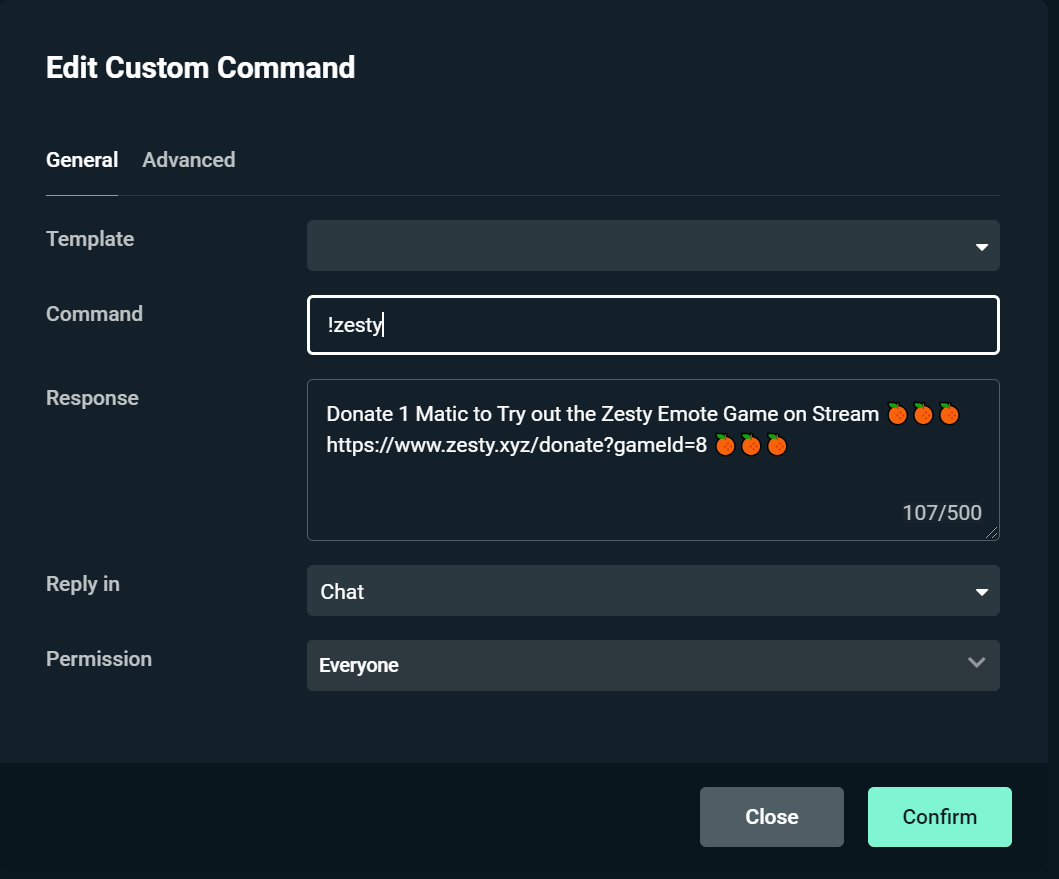 Edit Custom Command
General Advanced
Template
Command !zesty
Response Donate 1 Matic to Try out the Zesty Emote Game on Stream 🍊🍊🍊
https://www.zesty.xyz/donate?gameId=8 🍊🍊🍊
107/500
Reply in Chat
Permission Everyone
Close Confirm